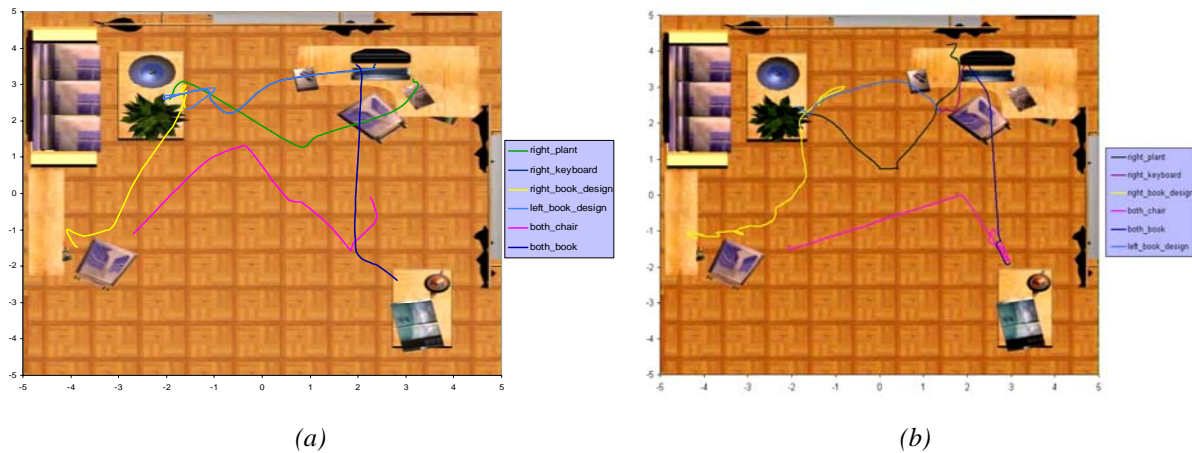 5
4
3
2
1
0
-1
-2
-3
-4
-5
-5 -4 -3 -2 -1 0 1 2 3 4 5
right_plant
right_keyboard
right_book_design
left_book_design
both_chair
both_book
(a)
5
4
3
2
1
0
-1
-2
-3
-4
-5
-5 -4 -3 -2 -1 0 1 2 3 4 5
right_plant
right_keyboard
right_book_design
both_chair
both_book
left_book_design
(b)